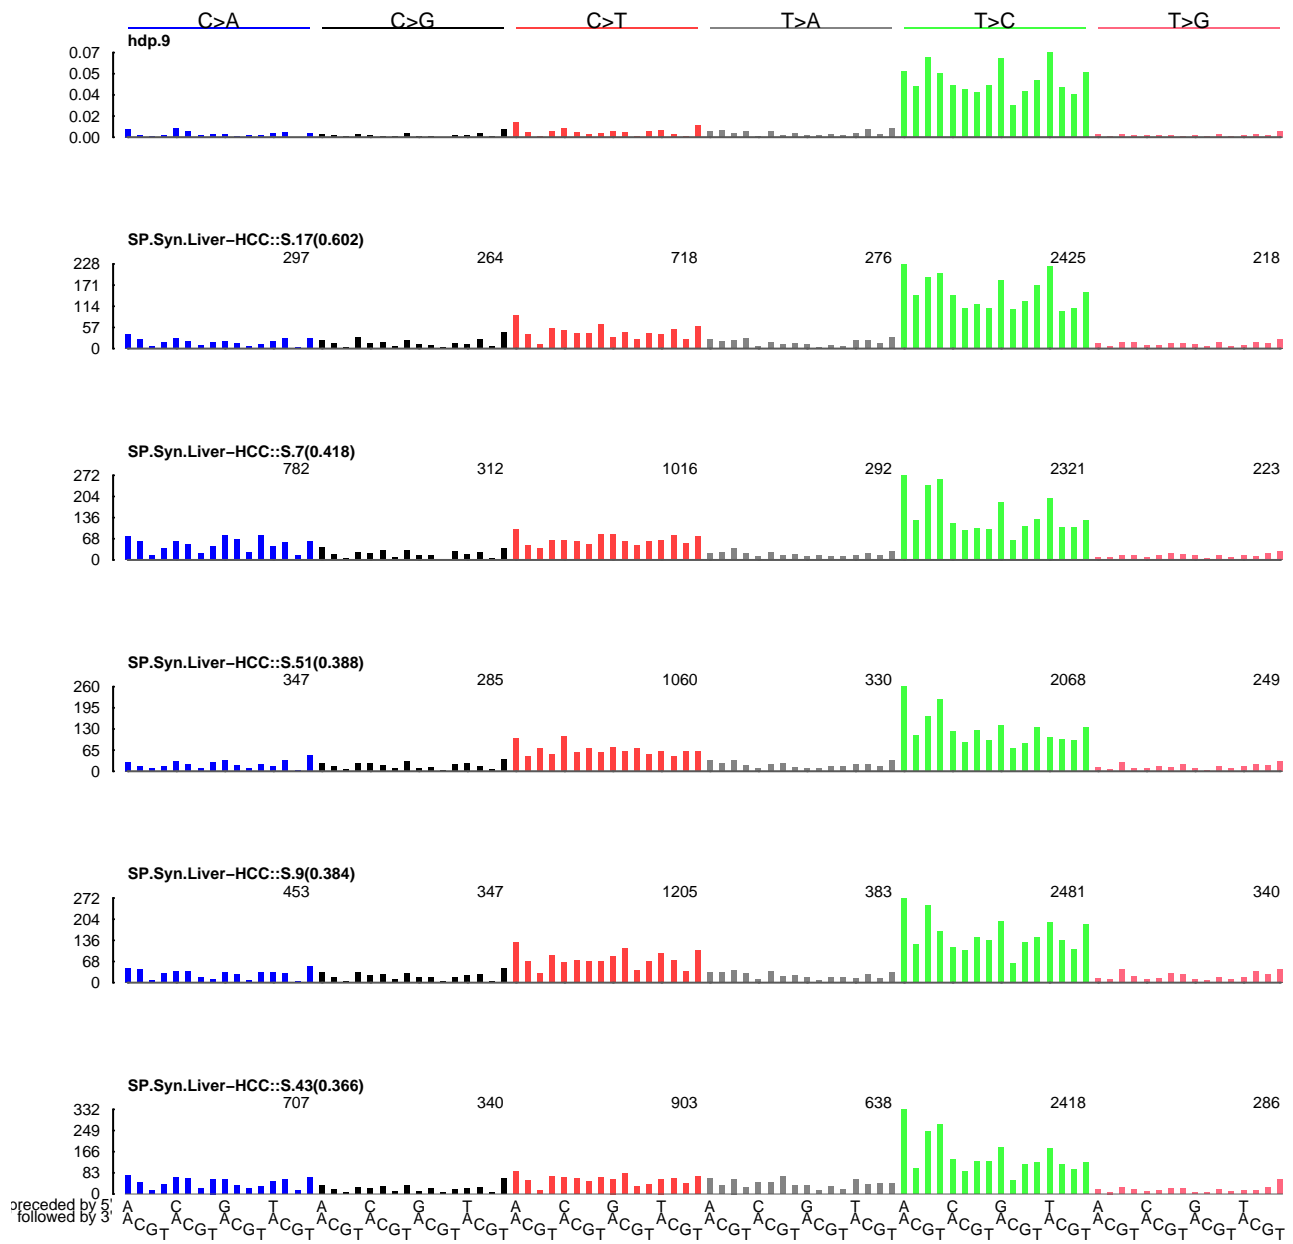 C>A C>G C>T T>A T>C T>G
hdp.9
0.07
0.05
0.04
0.02
0.00
SP.Syn.Liver−HCC::S.17(0.602)
297 264 718 276 2425 218
228
171
114
57
0
SP.Syn.Liver−HCC::S.7(0.418)
782 312 1016 292 2321 223
272
204
136
68
0
SP.Syn.Liver−HCC::S.51(0.388)
347 285 1060 330 2068 249
260
195
130
65
0
SP.Syn.Liver−HCC::S.9(0.384)
453 347 1205 383 2481 340
272
204
136
68
0
SP.Syn.Liver−HCC::S.43(0.366)
707 340 903 638 2418 286
332
249
166
83
0
preceded by 5' A C G T A C G T A C G T A C G T A C G T A C G T
followed by 3' A C G T A C G T A C G T A C G T A C G T A C G T A C G T A C G T A C G T A C G T A C G T A C G T A C G T A C G T A C G T A C G T A C G T A C G T A C G T A C G T A C G T A C G T A C G T A C G T